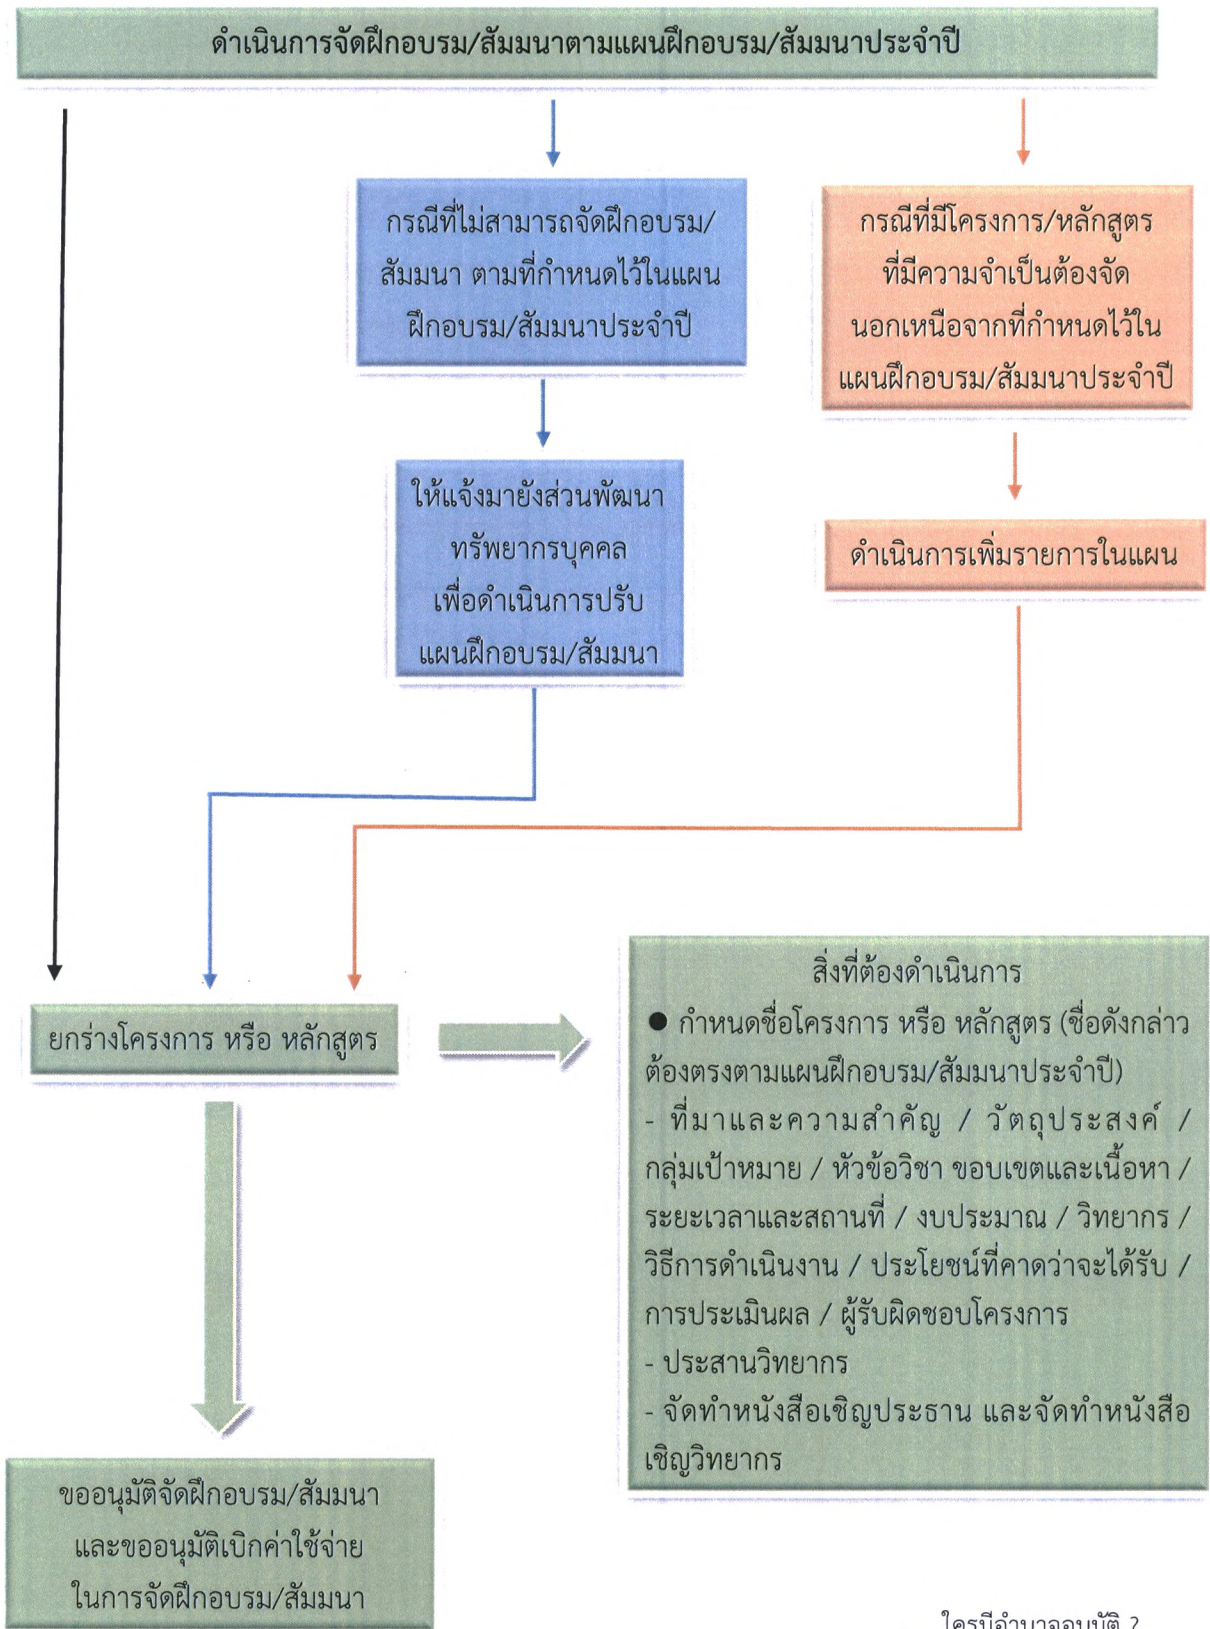 ดำเนินการจัดฝึกอบรม/สัมมนาตามแผนฝึกอบรม/สัมมนาประจำปี
กรณีที่ไม่สามารถจัดฝึกอบรม/
สัมมนา ตามที่กำหนดไว้ในแผน
ฝึกอบรม/สัมมนาประจำปี
กรณีที่มีโครงการ/หลักสูตร
ที่มีความจำเป็นต้องจัด
นอกเหนือจากที่กำหนดไว้ใน
แผนฝึกอบรม/สัมมนาประจำปี
ให้แจ้งมายังส่วนพัฒนา
ทรัพยากรบุคคล
เพื่อดำเนินการปรับ
แผนฝึกอบรม/สัมมนา
ดำเนินการเพิ่มรายการในแผน
ยกร่างโครงการ หรือ หลักสูตร
สิ่งที่ต้องดำเนินการ
● กำหนดชื่อโครงการ หรือ หลักสูตร (ชื่อดังกล่าว
ต้องตรงตามแผนฝึกอบรม/สัมมนาประจำปี)
- ที่มาและความสำคัญ / วัตถุประสงค์ /
กลุ่มเป้าหมาย / หัวข้อวิชา ขอบเขตและเนื้อหา /
ระยะเวลาและสถานที่ / งบประมาณ / วิทยากร /
วิธีการดำเนินงาน / ประโยชน์ที่คาดว่าจะได้รับ /
การประเมินผล / ผู้รับผิดชอบโครงการ
- ประสานวิทยากร
- จัดทำหนังสือเชิญประธาน และจัดทำหนังสือ
เชิญวิทยากร
ขออนุมัติจัดฝึกอบรม/สัมมนา
และขออนุมัติเบิกค่าใช้จ่าย
ในการจัดฝึกอบรม/สัมมนา
ใครมีอำนาจอนุมัติ ?